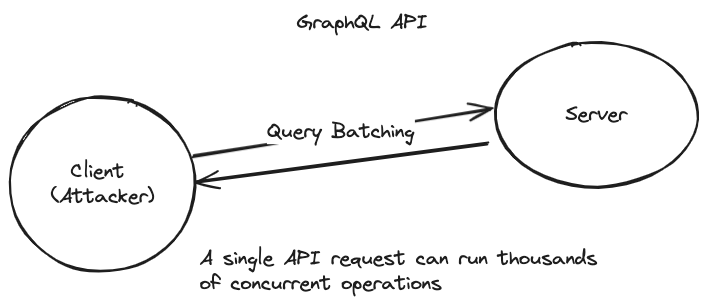 GraphQL API
Server
Query Batching
Client
(Attacker)
A single API request can run thousands
of concurrent operations